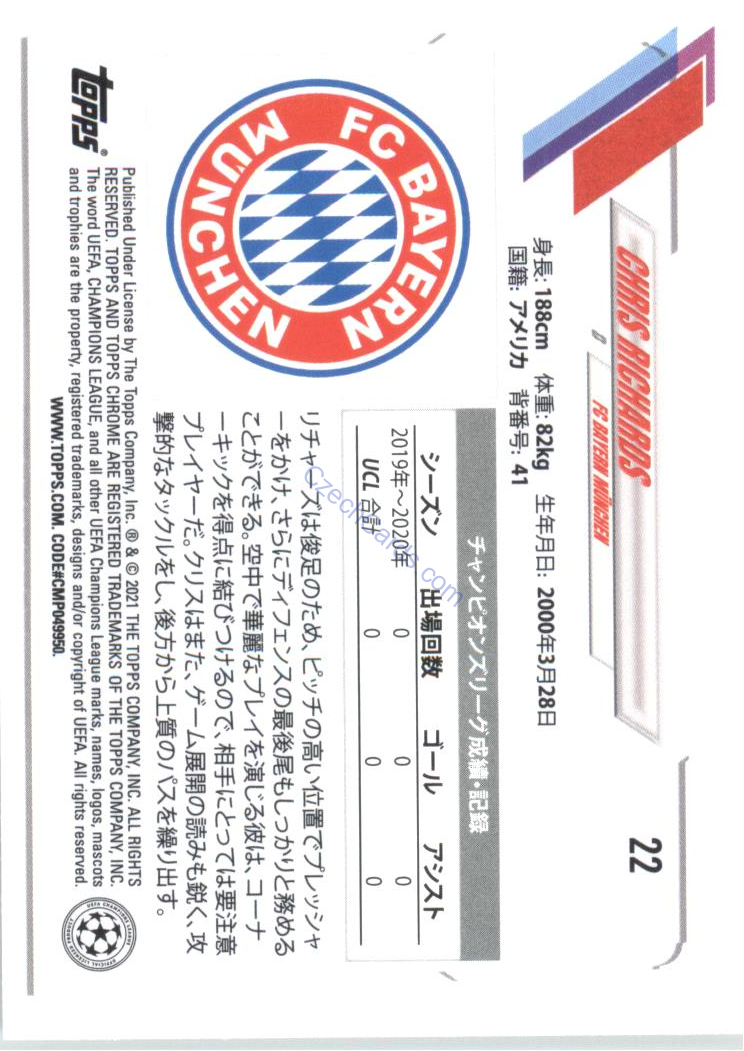 22
CHRIS RICHARDS
D
FC BAYERN MÜNCHEN
身長: 188cm 体重: 82kg 生年月日: 2000年3月28日
国籍: アメリカ 背番号: 41
チャンピオンズリーグ成績・記録
シーズン 出場回数 ゴール アシスト
2019年〜2020年 0 0 0
UCL 合計 0 0 0
FC BAYERN
MÜNCHEN
リチャーズは俊足のため、ピッチの高い位置でプレッシャ
ーをかけ、さらにディフェンスの最後尾もしっかりと務める
ことができる。空中で華麗なプレイを演じる彼は、コーナ
ーキックを得点に結びつけるので、相手にとっては要注意
プレイヤーだ。クリスはまた、ゲーム展開の読みも鋭く、攻
撃的なタックルをし、後方から上質のパスを繰り出す。
topps®
Published Under License by The Topps Company, Inc. ® & © 2021 THE TOPPS COMPANY, INC. ALL RIGHTS
RESERVED. TOPPS AND TOPPS CHROME ARE REGISTERED TRADEMARKS OF THE TOPPS COMPANY, INC.
The word UEFA, CHAMPIONS LEAGUE, and all other UEFA Champions League marks, names, logos, mascots
and trophies are the property, registered trademarks, designs and/or copyright of UEFA. All rights reserved.
WWW.TOPPS.COM. CODE#CMP049950.
UEFA CHAMPIONS LEAGUE
OFFICIAL LICENSED PRODUCT
Czechcards.com